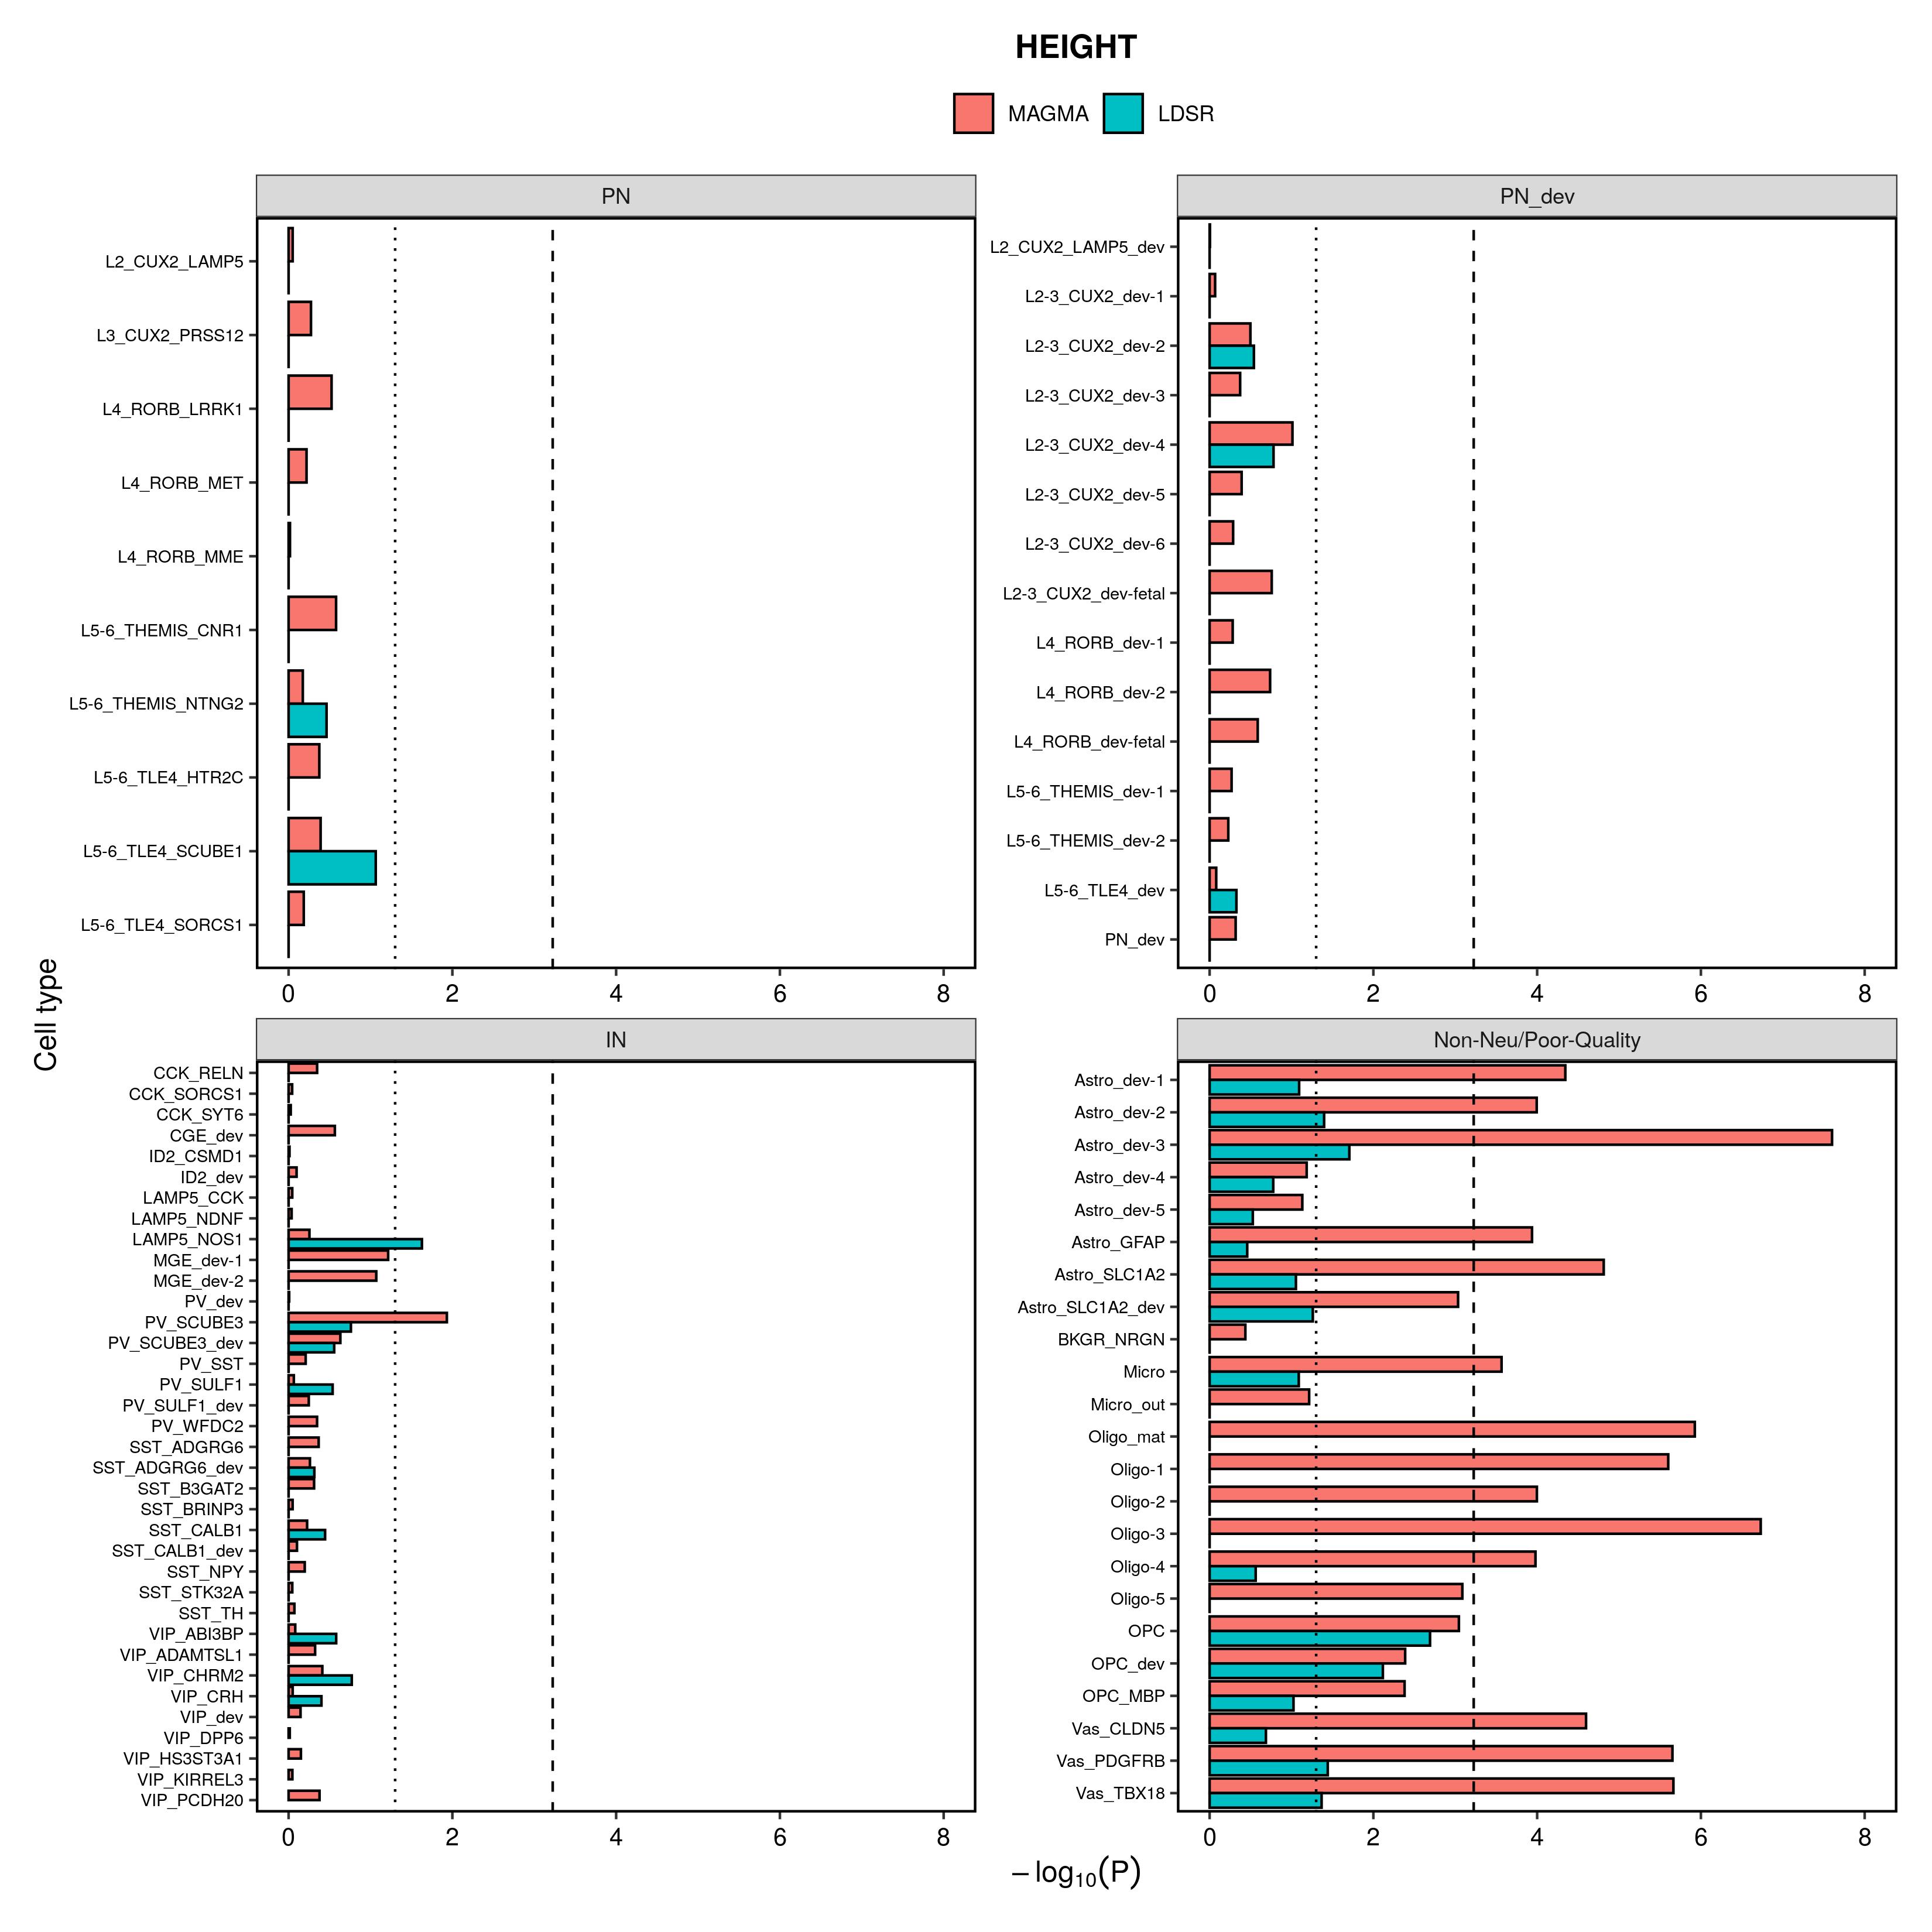 HEIGHT
MAGMA LDSR
PN
L2_CUX2_LAMP5
L3_CUX2_PRSS12
L4_RORB_LRRK1
L4_RORB_MET
L4_RORB_MME
L5-6_THEMIS_CNR1
L5-6_THEMIS_NTNG2
L5-6_TLE4_HTR2C
L5-6_TLE4_SCUBE1
L5-6_TLE4_SORCS1
0 2 4 6 8
PN_dev
L2_CUX2_LAMP5_dev
L2-3_CUX2_dev-1
L2-3_CUX2_dev-2
L2-3_CUX2_dev-3
L2-3_CUX2_dev-4
L2-3_CUX2_dev-5
L2-3_CUX2_dev-6
L2-3_CUX2_dev-fetal
L4_RORB_dev-1
L4_RORB_dev-2
L4_RORB_dev-fetal
L5-6_THEMIS_dev-1
L5-6_THEMIS_dev-2
L5-6_TLE4_dev
PN_dev
0 2 4 6 8
Cell type
IN
CCK_RELN
CCK_SORCS1
CCK_SYT6
CGE_dev
ID2_CSMD1
ID2_dev
LAMP5_CCK
LAMP5_NDNF
LAMP5_NOS1
MGE_dev-1
MGE_dev-2
PV_dev
PV_SCUBE3
PV_SCUBE3_dev
PV_SST
PV_SULF1
PV_SULF1_dev
PV_WFDC2
SST_ADGRG6
SST_ADGRG6_dev
SST_B3GAT2
SST_BRINP3
SST_CALB1
SST_CALB1_dev
SST_NPY
SST_STK32A
SST_TH
VIP_ABI3BP
VIP_ADAMTSL1
VIP_CHRM2
VIP_CRH
VIP_dev
VIP_DPP6
VIP_HS3ST3A1
VIP_KIRREL3
VIP_PCDH20
0 2 4 6 8
Non-Neu/Poor-Quality
Astro_dev-1
Astro_dev-2
Astro_dev-3
Astro_dev-4
Astro_dev-5
Astro_GFAP
Astro_SLC1A2
Astro_SLC1A2_dev
BKGR_NRGN
Micro
Micro_out
Oligo_mat
Oligo-1
Oligo-2
Oligo-3
Oligo-4
Oligo-5
OPC
OPC_dev
OPC_MBP
Vas_CLDN5
Vas_PDGFRB
Vas_TBX18
0 2 4 6 8
−log₁₀(P)